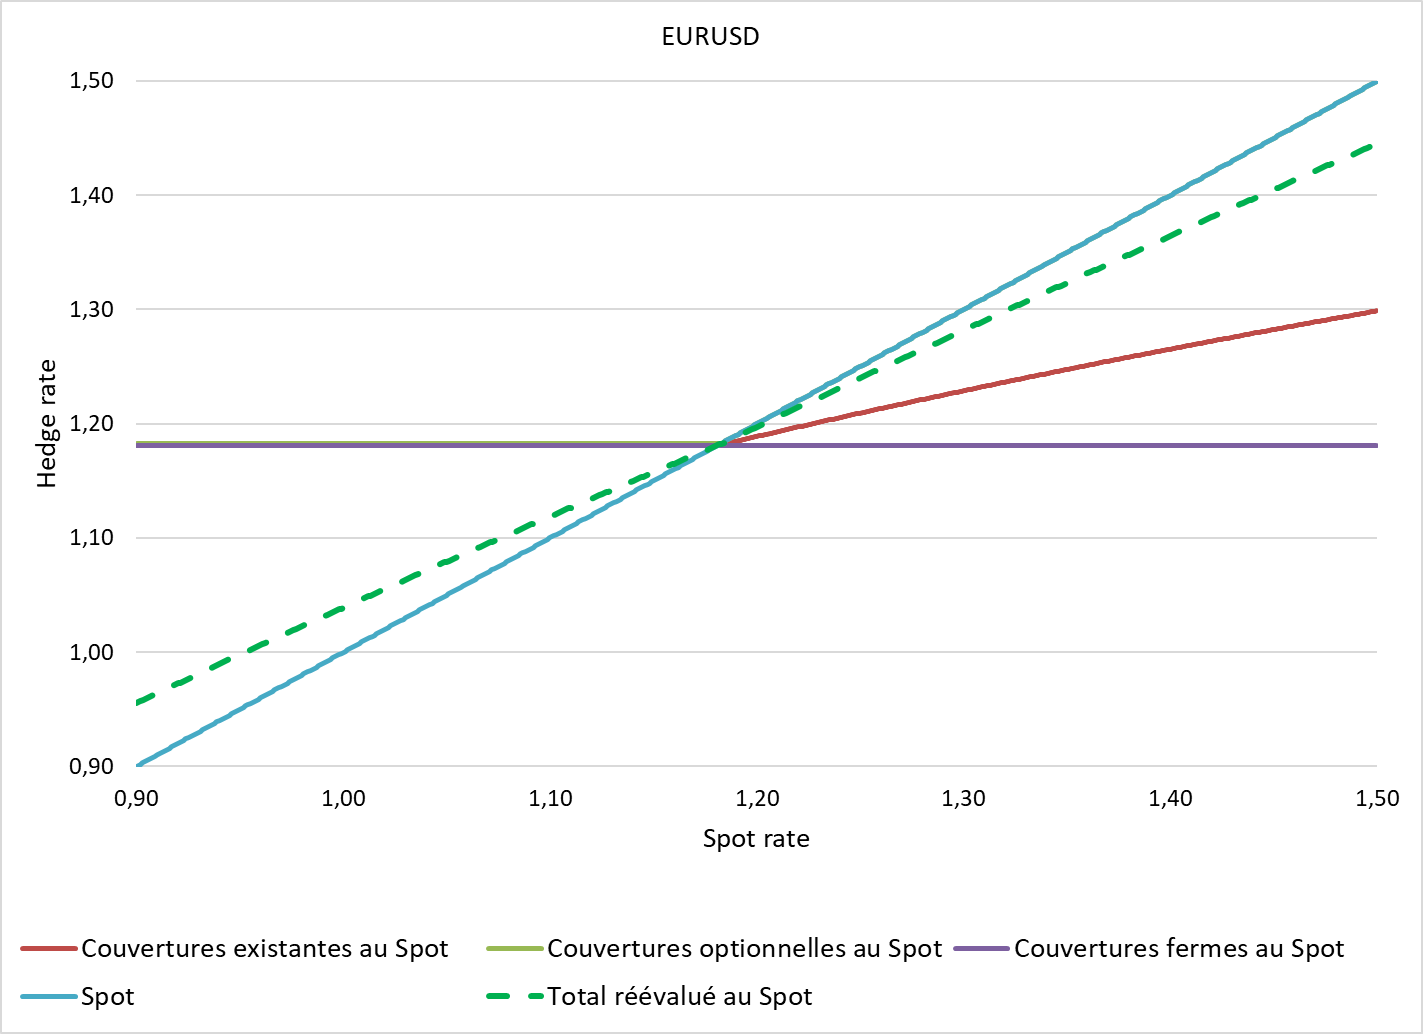 EURUSD
1,50
1,40
1,30
1,20
1,10
1,00
0,90
Hedge rate
0,90 1,00 1,10 1,20 1,30 1,40 1,50
Spot rate
Couvertures existantes au Spot Couvertures optionnelles au Spot Couvertures fermes au Spot
Spot Total réévalué au Spot